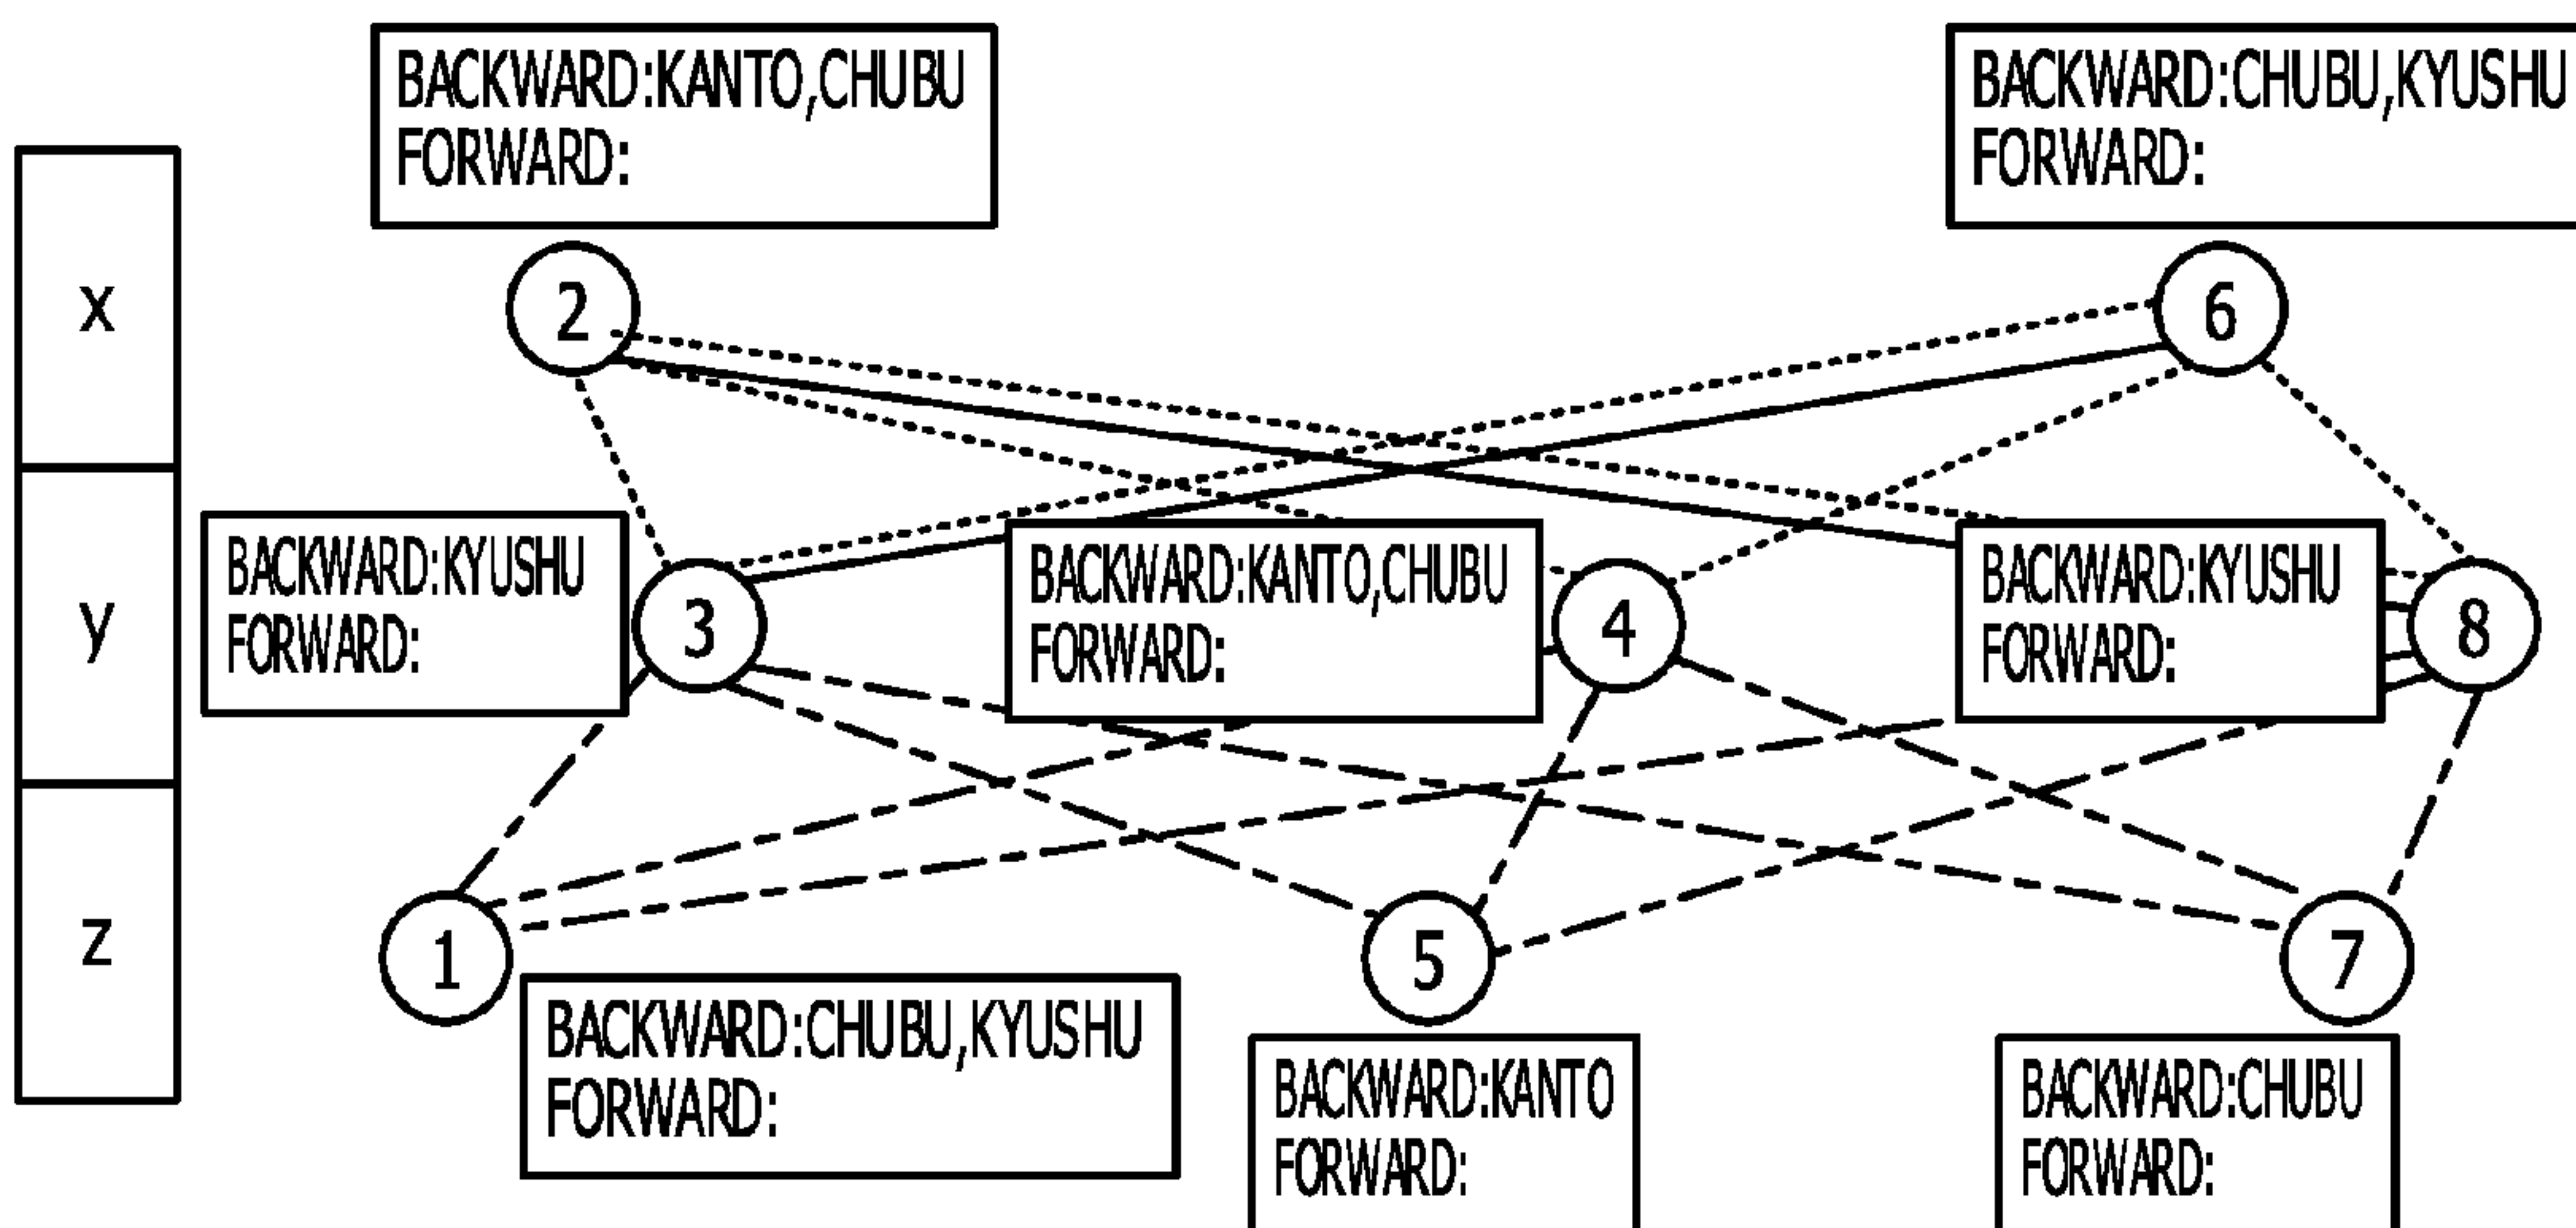 BACKWARD:KANTO,CHUBU
FORWARD:
BACKWARD:CHUBU,KYUSHU
FORWARD:
x
2
6
BACKWARD:KYUSHU
FORWARD:
BACKWARD:KANTO,CHUBU
FORWARD:
BACKWARD:KYUSHU
FORWARD:
y
3
4
8
z
1
5
7
BACKWARD:CHUBU,KYUSHU
FORWARD:
BACKWARD:KANTO
FORWARD:
BACKWARD:CHUBU
FORWARD: